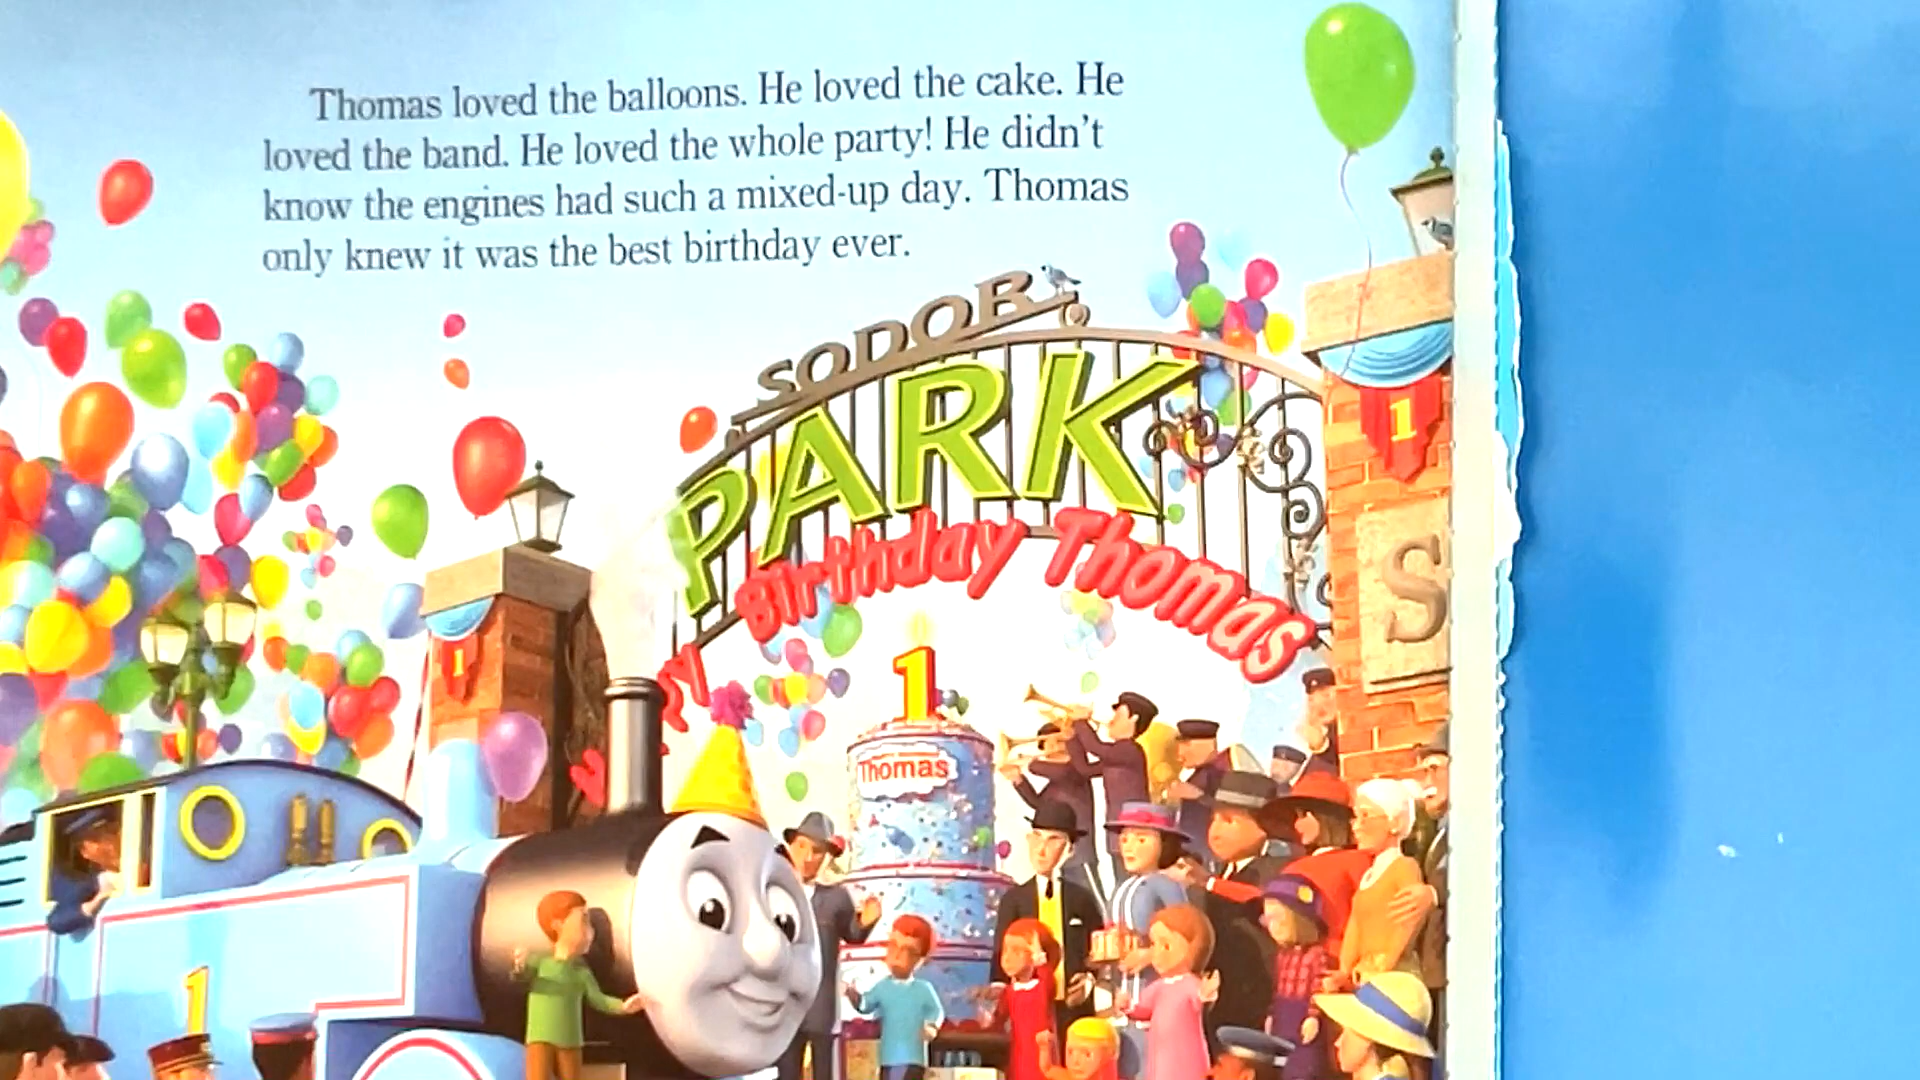 Thomas loved the balloons. He loved the cake. He
loved the band. He loved the whole party! He didn't
know the engines had such a mixed-up day. Thomas
only knew it was the best birthday ever.
SODOR
PARK
Birthday Thomas
1
1
S
1
Thomas
1